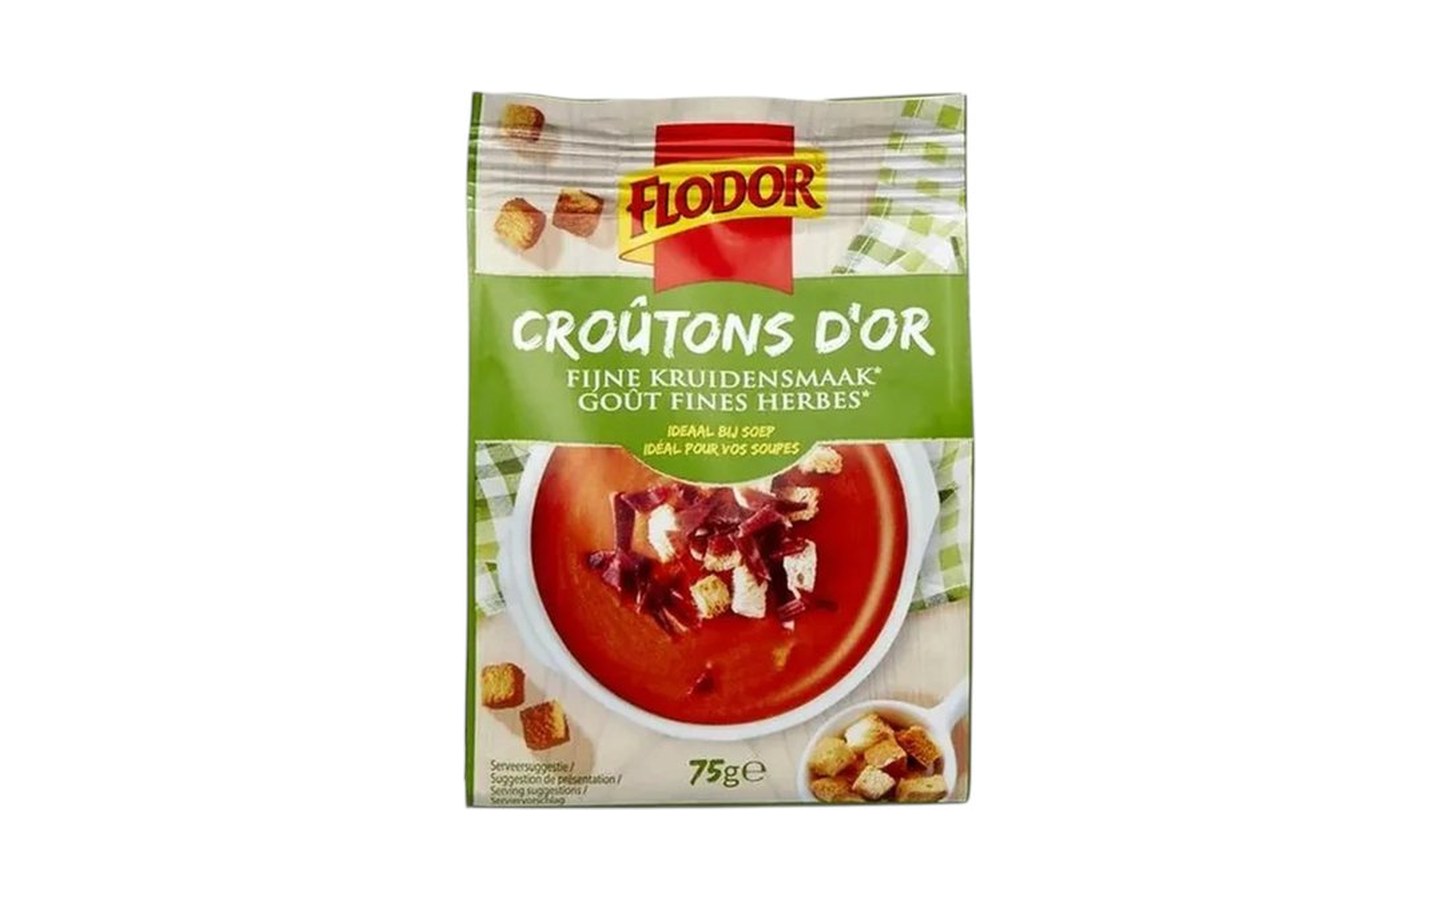 FLODOR
CROÛTONS D'OR
FIJNE KRUIDENSMAAK*
GOÛT FINES HERBES*
IDEAAL BIJ SOEP
IDÉAL POUR VOS SOUPES
75g e
Serveersuggestie /
Suggestion de présentation /
Serving suggestions /
Serviervorschlag